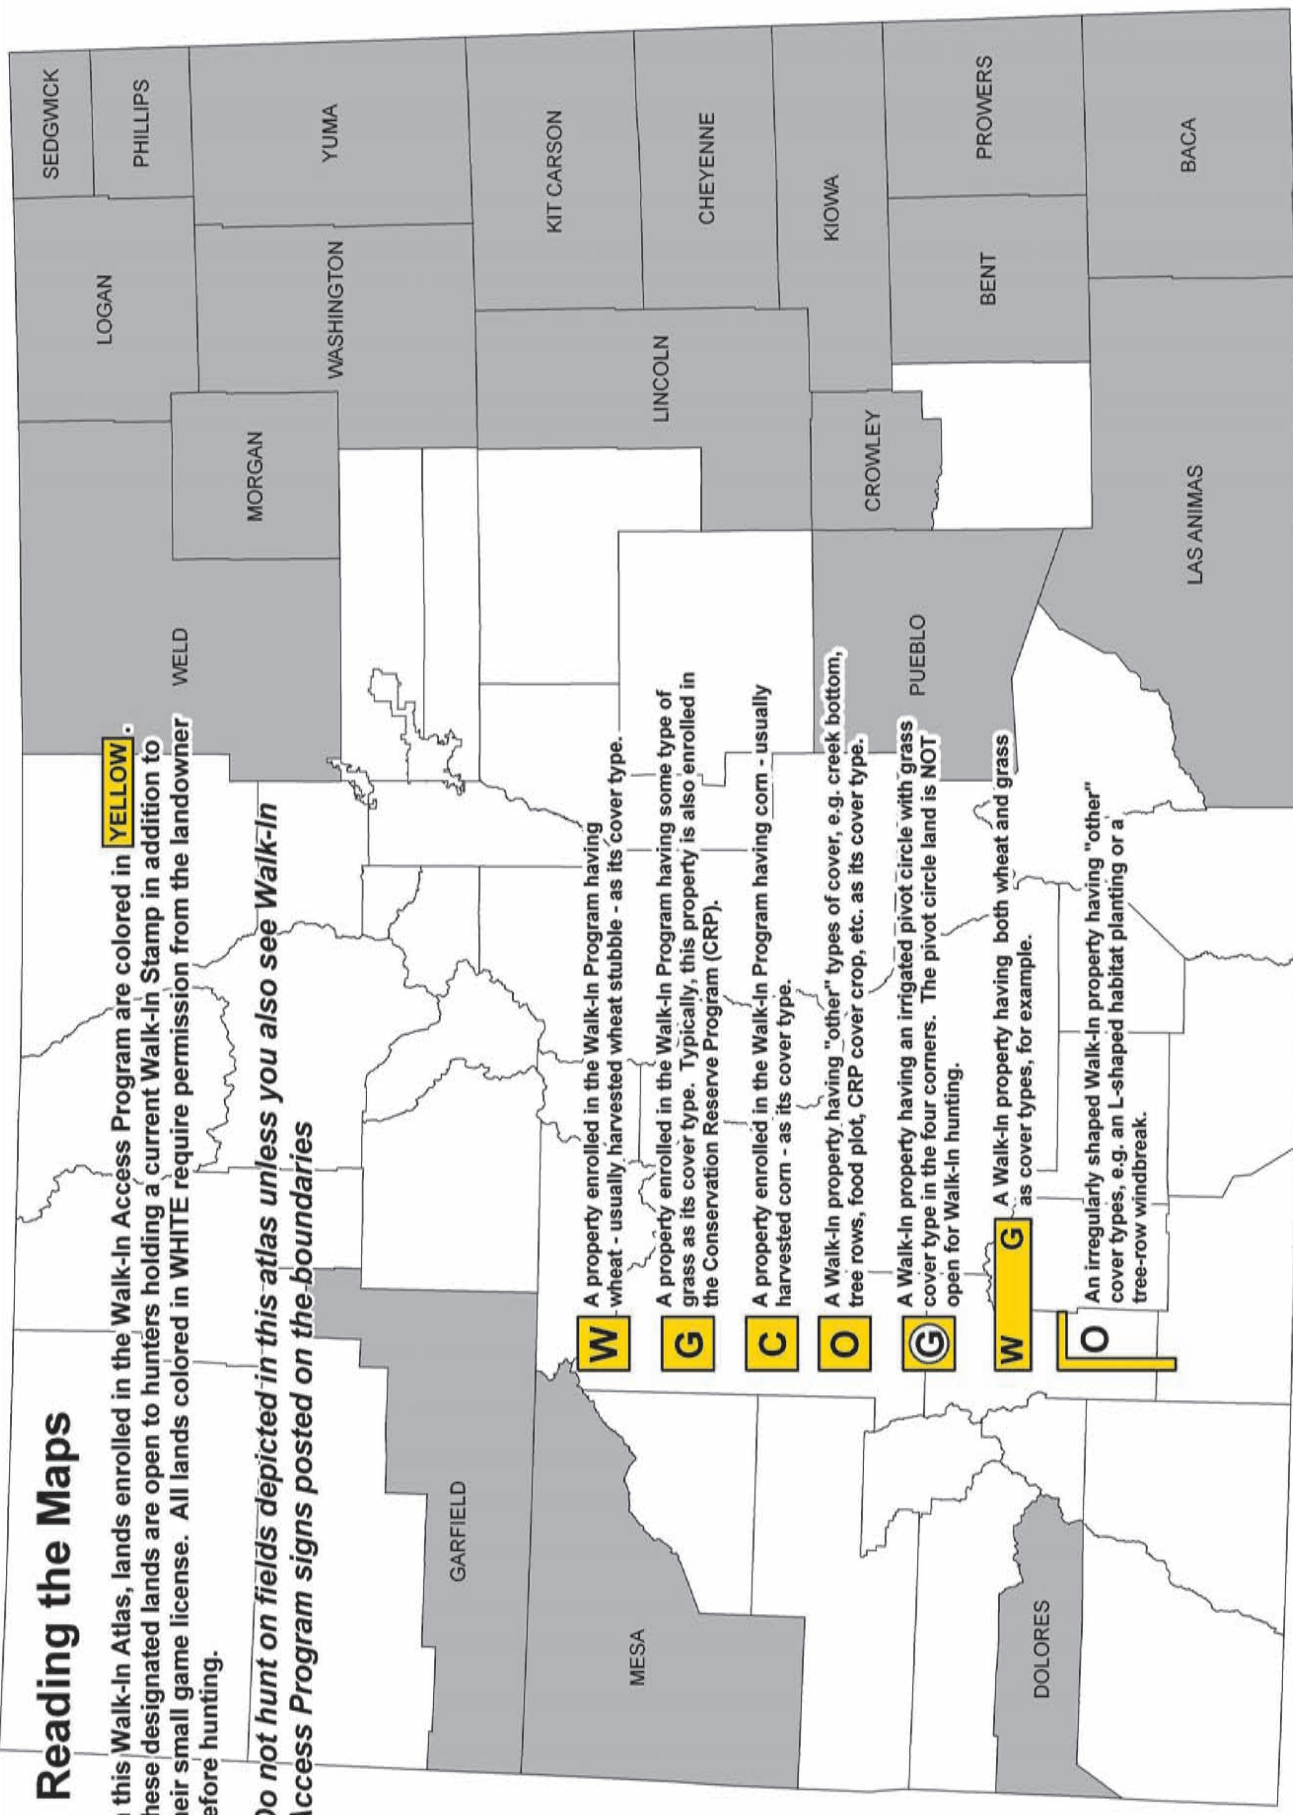 Reading the Maps
this Walk-In Atlas, lands enrolled in the Walk-In Access Program are colored in YELLOW.
hese designated lands are open to hunters holding a current Walk-In Stamp in addition to
eir small game license. All lands colored in WHITE require permission from the landowner
efore hunting.
Do not hunt on fields depicted in this atlas unless you also see Walk-In
Access Program signs posted on the boundaries
W
A property enrolled in the Walk-In Program having
wheat - usually harvested wheat stubble - as its cover type.
G
A property enrolled in the Walk-In Program having some type of
grass as its cover type. Typically, this property is also enrolled in
the Conservation Reserve Program (CRP).
C
A property enrolled in the Walk-In Program having corn - usually
harvested corn - as its cover type.
O
A Walk-In property having "other" types of cover, e.g. creek bottom,
tree rows, food plot, CRP cover crop, etc. as its cover type.
G
A Walk-In property having an irrigated pivot circle with grass
cover type in the four corners. The pivot circle land is NOT
open for Walk-In hunting.
W G
A Walk-In property having both wheat and grass
as cover types, for example.
O
An irregularly shaped Walk-In property having "other"
cover types, e.g. an L-shaped habitat planting or a
tree-row windbreak.
GARFIELD
MESA
DOLORES
WELD
MORGAN
LOGAN
SEDGWICK
PHILLIPS
WASHINGTON
YUMA
LINCOLN
KIT CARSON
CHEYENNE
KIOWA
CROWLEY
PUEBLO
BENT
PROWERS
LAS ANIMAS
BACA